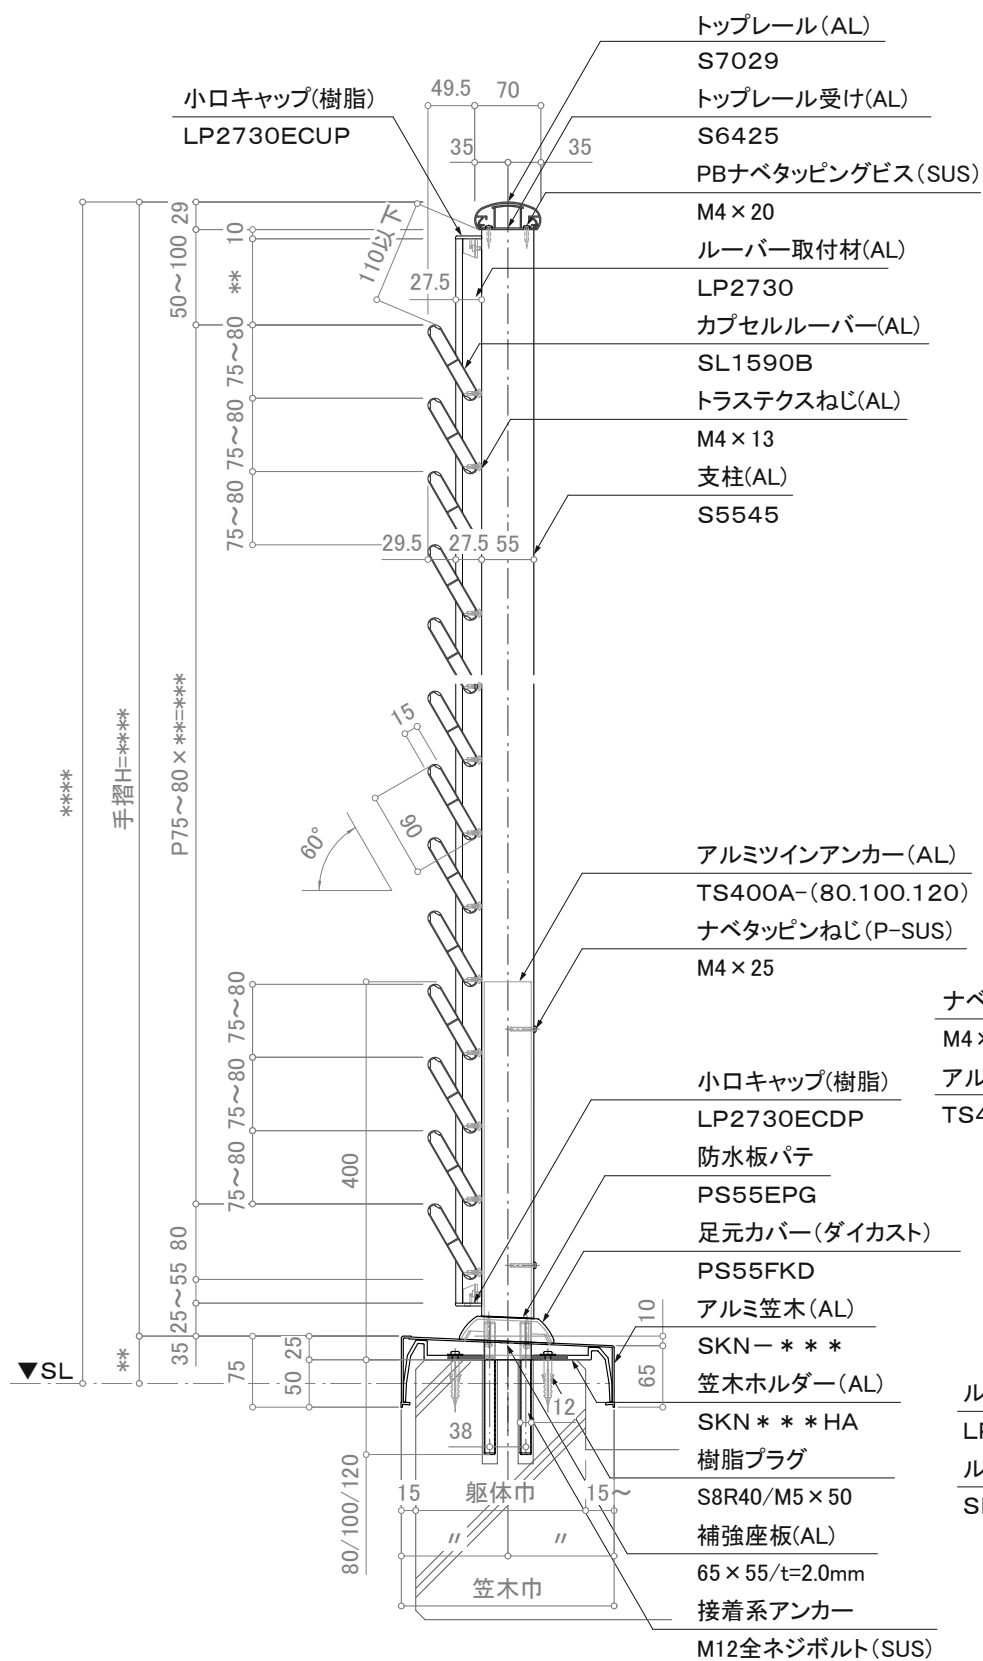 トップレール(AL)
S7029
トップレール受け(AL)
S6425
PBナベタッピングビス(SUS)
M4×20
ルーバー取付材(AL)
LP2730
カプセルルーバー(AL)
SL1590B
トラステクスねじ(AL)
M4×13
支柱(AL)
S5545
小口キャップ(樹脂)
LP2730ECUP
49.5
70
35
35
29
10
50~100
**
110以下
27.5
75~80
75~80
75~80
29.5
27.5
55
15
90
60°
****
手摺H=****
P75~80×**=****
アルミツインアンカー(AL)
TS400A-(80.100.120)
ナベタッピンねじ(P-SUS)
M4×25
ナベ
M4×
アル
TS4
75~80
75~80
75~80
400
80
25~55
小口キャップ(樹脂)
LP2730ECDP
防水板パテ
PS55EPG
足元カバー(ダイカスト)
PS55FKD
アルミ笠木(AL)
SKN-***
笠木ホルダー(AL)
SKN***HA
樹脂プラグ
S8R40/M5×50
補強座板(AL)
65×55/t=2.0mm
接着系アンカー
M12全ネジボルト(SUS)
▼SL
**
35
75
25
50
10
65
12
38
80/100/120
15
躯体巾
15~
〃
〃
笠木巾
ル
LP
ル